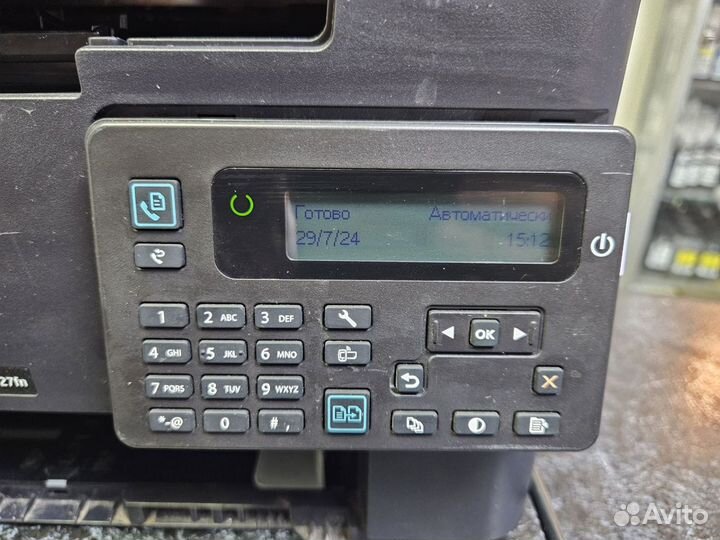 Готово Автоматически
29/7/24 15:12
1 2 ABC 3 DEF
4 GHI 5 JKL 6 MNO
7 PQRS 8 TUV 9 WXYZ
*-@ 0 # ,
OK
27fn
Avito